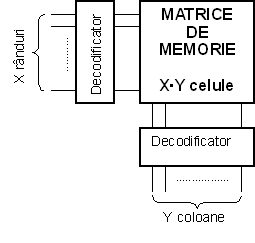 X rânduri
Decodificator
MATRICE
DE
MEMORIE
X-Y celule
Decodificator
Y coloane